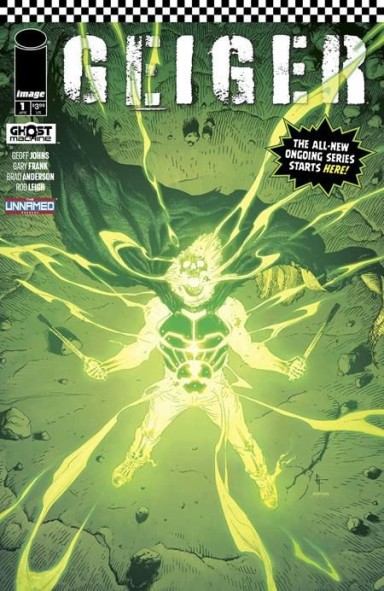 GEIGER
image
1
$3.99
GHOST
MACHINE
GEOFF JOHNS
GARY FRANK
BRAD ANDERSON
ROB LEIGH
THE
UNNAMED
THE ALL-NEW
ONGOING SERIES
STARTS HERE!